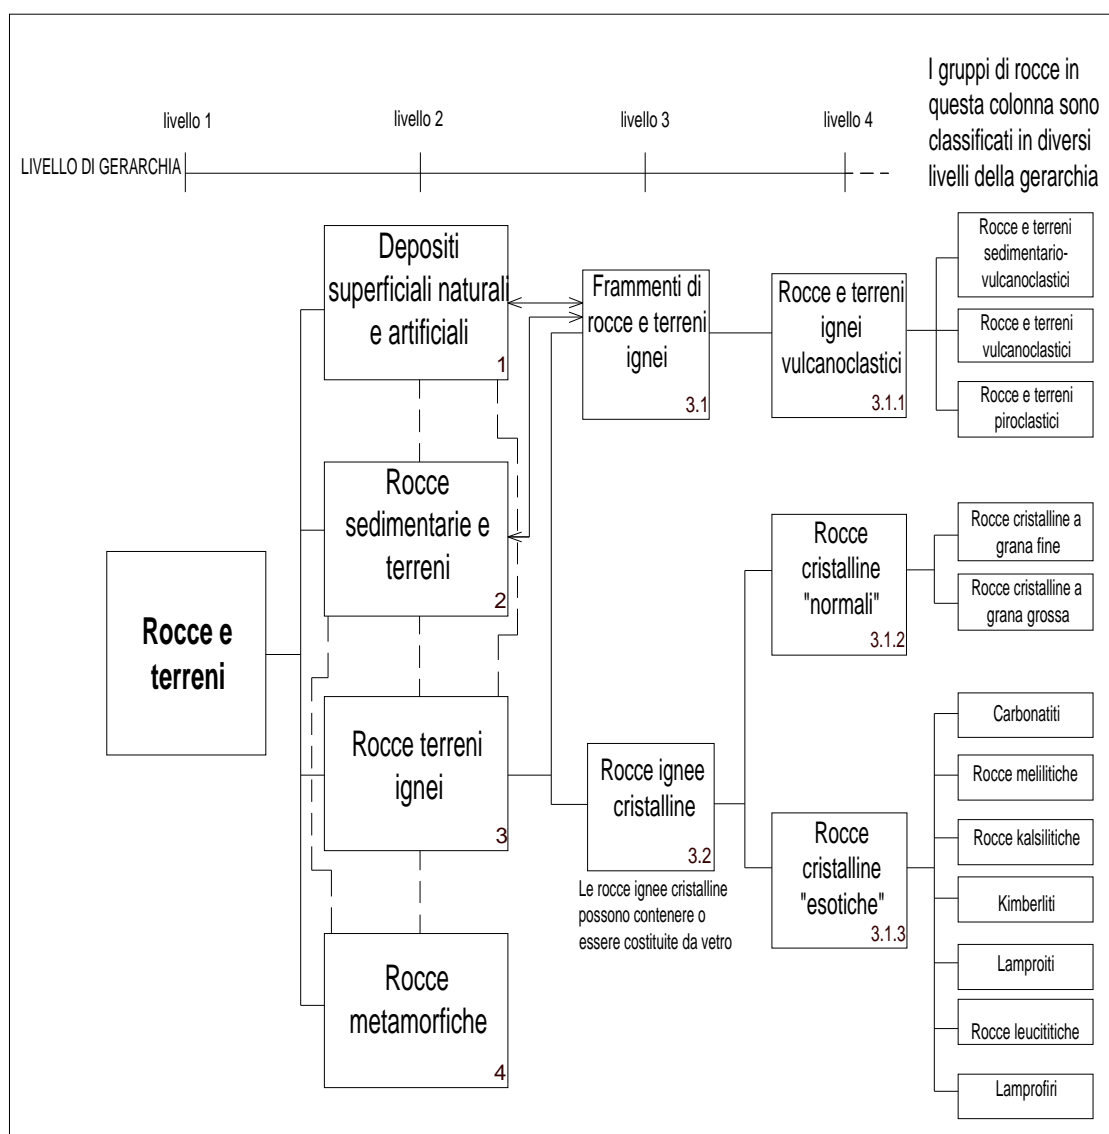 I gruppi di rocce in
questa colonna sono
classificati in diversi
livelli della gerarchia
livello 1
livello 2
livello 3
livello 4
LIVELLO DI GERARCHIA
Rocce e
terreni
Depositi
superficiali naturali
e artificiali
1
Rocce
sedimentarie e
terreni
2
Rocce terreni
ignei
3
Rocce
metamorfiche
4
Frammenti di
rocce e terreni
ignei
3.1
Rocce ignee
cristalline
3.2
Le rocce ignee cristalline
possono contenere o
essere costituite da vetro
Rocce e terreni
ignei
vulcanoclastici
3.1.1
Rocce
cristalline
"normali"
3.1.2
Rocce
cristalline
"esotiche"
3.1.3
Rocce e terreni
sedimentario-
vulcanoclastici
Rocce e terreni
vulcanoclastici
Rocce e terreni
piroclastici
Rocce cristalline a
grana fine
Rocce cristalline a
grana grossa
Carbonatiti
Rocce melilitiche
Rocce kalsilitiche
Kimberliti
Lamproiti
Rocce leucititiche
Lamprofiri